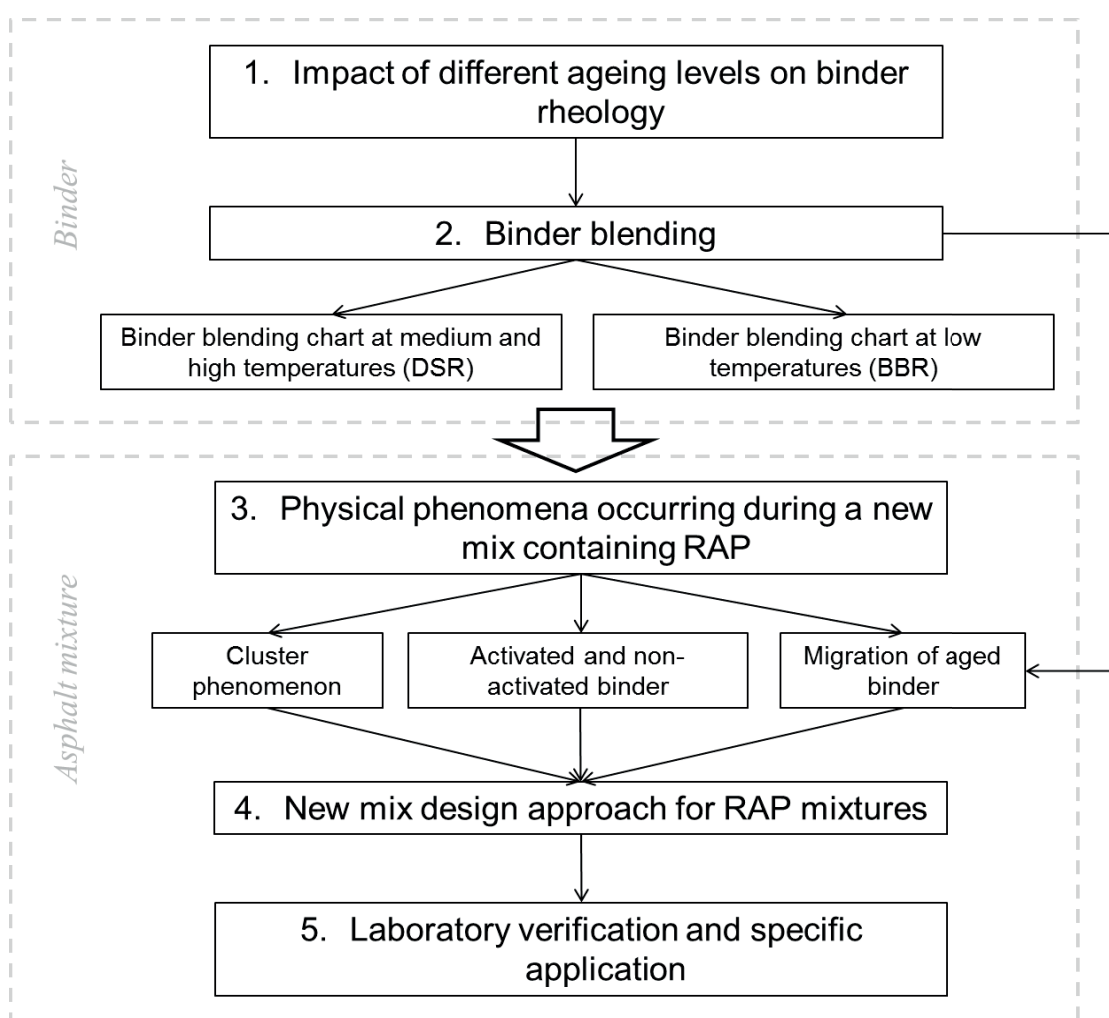 1. Impact of different ageing levels on binder
rheology
Binder
2. Binder blending
Binder blending chart at medium and
high temperatures (DSR)
Binder blending chart at low
temperatures (BBR)
3. Physical phenomena occurring during a new
mix containing RAP
Asphalt mixture
Cluster
phenomenon
Activated and non-
activated binder
Migration of aged
binder
4. New mix design approach for RAP mixtures
5. Laboratory verification and specific
application